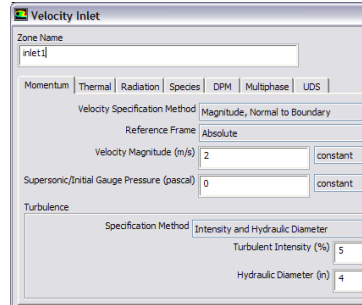 Velocity Inlet
Zone Name
inlet1
Momentum Thermal Radiation Species DPM Multiphase UDS
Velocity Specification Method Magnitude, Normal to Boundary
Reference Frame Absolute
Velocity Magnitude (m/s) 2 constant
Supersonic/Initial Gauge Pressure (pascal) 0 constant
Turbulence
Specification Method Intensity and Hydraulic Diameter
Turbulent Intensity (%) 5
Hydraulic Diameter (in) 4